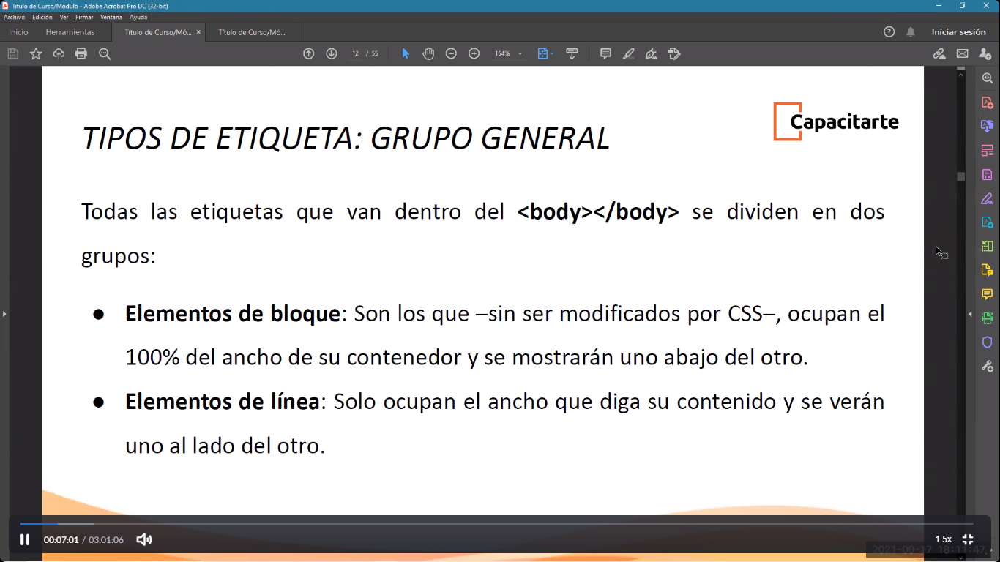 Título de Curso/Módulo - Adobe Acrobat Pro DC (32-bit)
Archivo Edición Ver Firmar Ventana Ayuda
Inicio Herramientas Título de Curso/Mó... × Título de Curso/Mó... Iniciar sesión
12 / 55 154%
Capacitarte
TIPOS DE ETIQUETA: GRUPO GENERAL
Todas las etiquetas que van dentro del <body></body> se dividen en dos
grupos:
● Elementos de bloque: Son los que –sin ser modificados por CSS–, ocupan el
100% del ancho de su contenedor y se mostrarán uno abajo del otro.
● Elementos de línea: Solo ocupan el ancho que diga su contenido y se verán
uno al lado del otro.
00:07:01 / 03:01:06 1.5x
2021-09-17 18:11:47